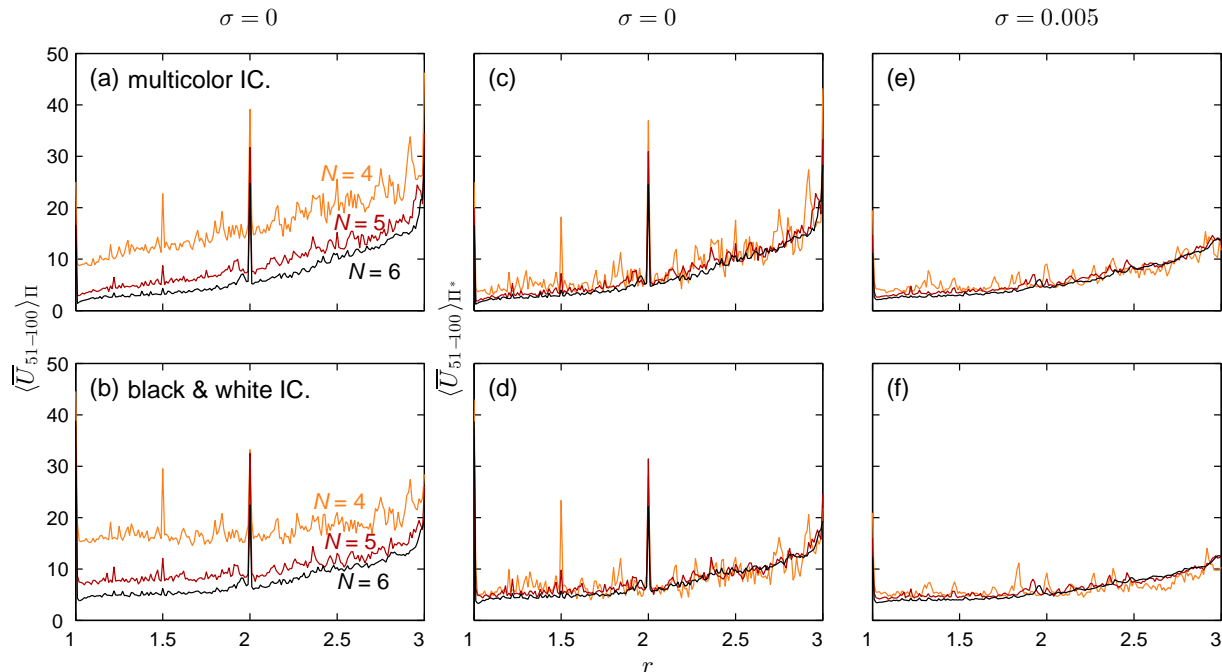 σ = 0
σ = 0
σ = 0.005
50
40
30
20
10
0
(a) multicolor IC.
N = 4
N = 5
N = 6
(c)
(e)
⟨U̅₅₁₋₁₀₀⟩_Π
⟨U̅₅₁₋₁₀₀⟩_Π*
50
40
30
20
10
0
(b) black & white IC.
N = 4
N = 5
N = 6
(d)
(f)
1 1.5 2 2.5 3
1 1.5 2 2.5 3
1 1.5 2 2.5 3
r